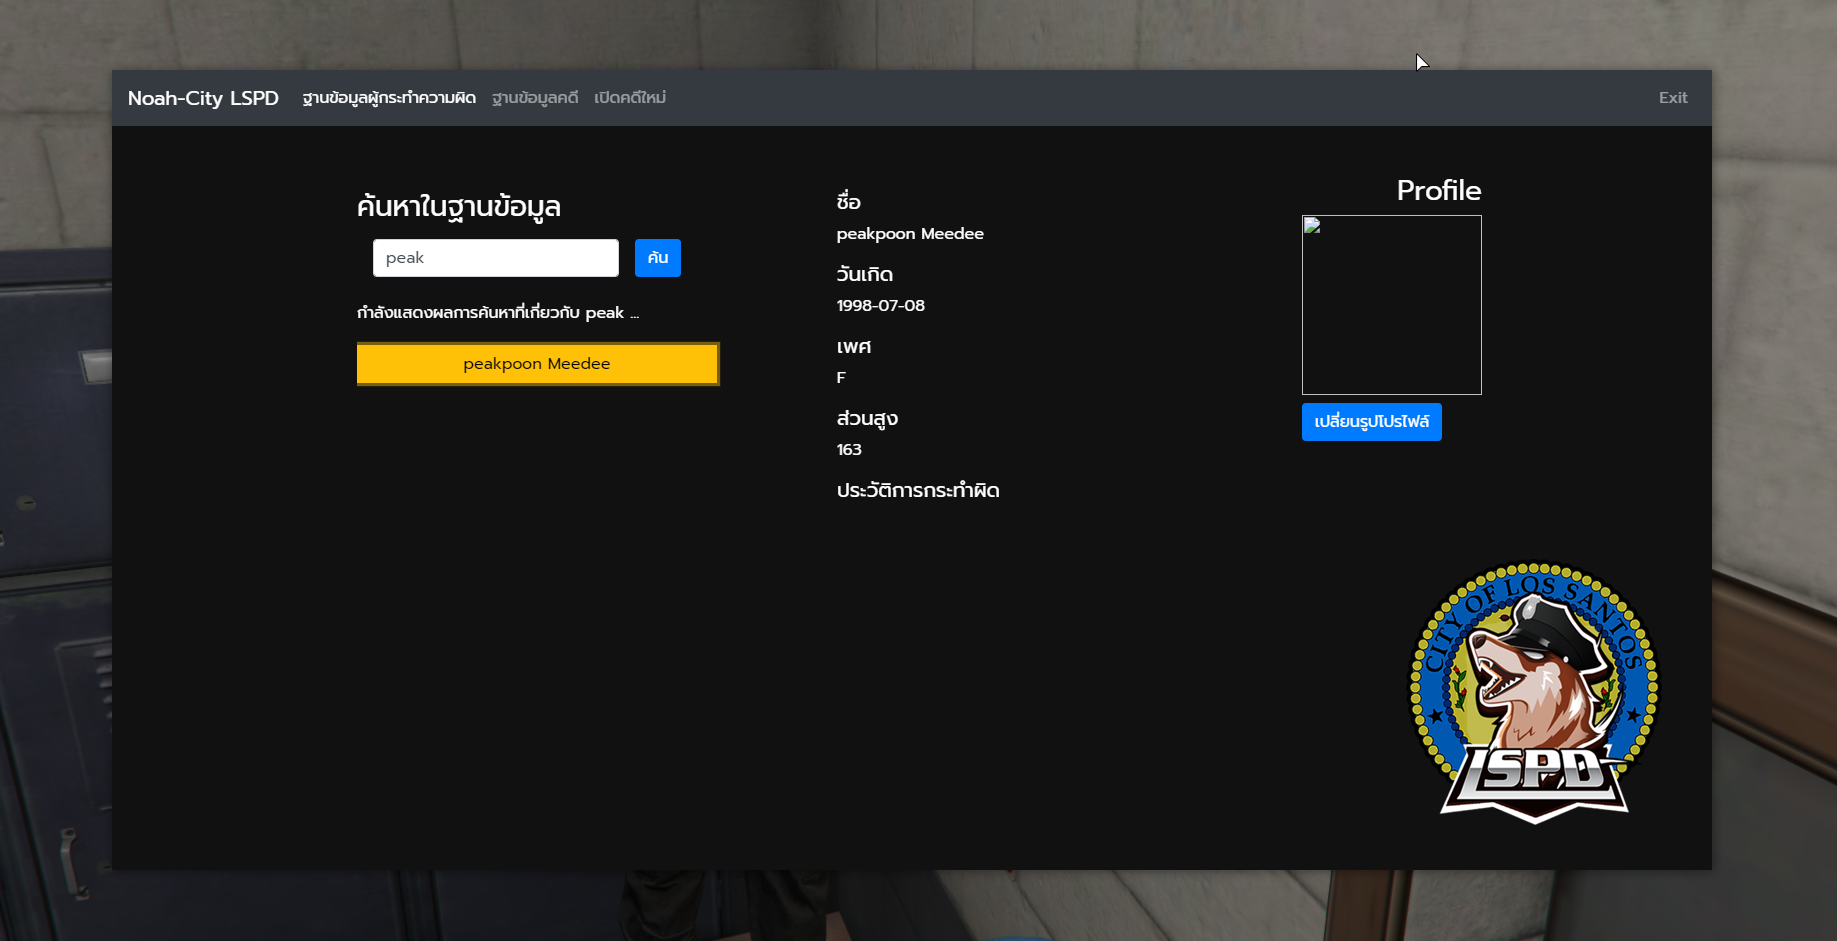 Noah-City LSPD ฐานข้อมูลผู้กระทำความผิด ฐานข้อมูลคดี เปิดคดีใหม่ Exit
ค้นหาในฐานข้อมูล
peak ค้น
กำลังแสดงผลการค้นหาที่เกี่ยวกับ peak ...
peakpoon Meedee
ชื่อ
peakpoon Meedee
วันเกิด
1998-07-08
เพศ
F
ส่วนสูง
163
ประวัติการกระทำผิด
Profile
เปลี่ยนรูปโปรไฟล์
CITY OF LOS SANTOS
LSPD